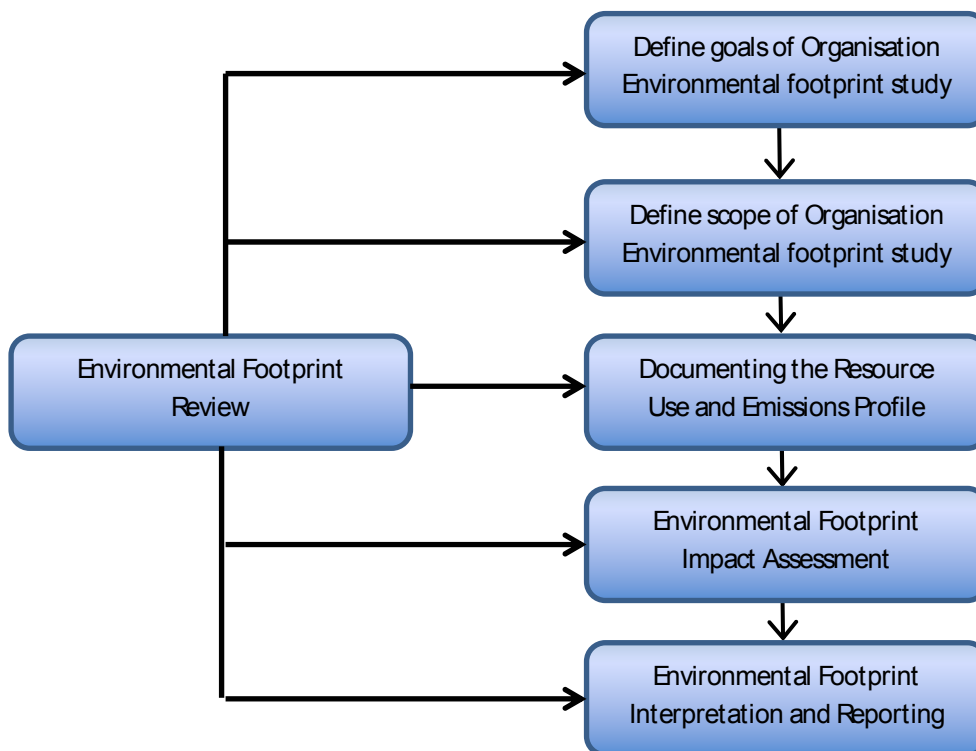 Define goals of Organisation
Environmental footprint study
Define scope of Organisation
Environmental footprint study
Environmental Footprint
Review
Documenting the Resource
Use and Emissions Profile
Environmental Footprint
Impact Assessment
Environmental Footprint
Interpretation and Reporting